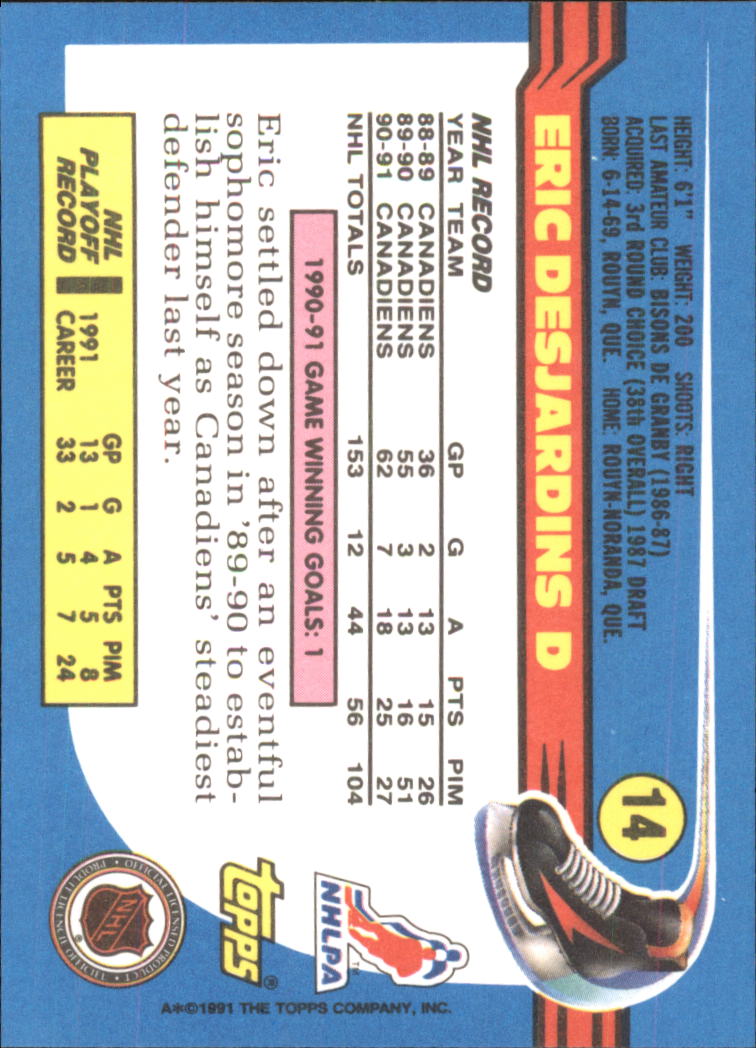 14
HEIGHT: 6'1" WEIGHT: 200 SHOOTS: RIGHT
LAST AMATEUR CLUB: BISONS DE GRANBY (1986-87)
ACQUIRED: 3rd ROUND CHOICE (38th OVERALL) 1987 DRAFT
BORN: 6-14-69, ROUYN, QUE. HOME: ROUYN-NORANDA, QUE.
ERIC DESJARDINS D
NHL RECORD
YEAR TEAM GP G A PTS PIM
88-89 CANADIENS 36 2 13 15 26
89-90 CANADIENS 55 3 13 16 51
90-91 CANADIENS 62 7 18 25 27
NHL TOTALS 153 12 44 56 104
1990-91 GAME WINNING GOALS: 1
Eric settled down after an eventful
sophomore season in '89-90 to estab-
lish himself as Canadiens' steadiest
defender last year.
NHL PLAYOFF RECORD
GP G A PTS PIM
1991 13 1 4 5 8
CAREER 33 2 5 7 24
NHLPA™
TOPPS®
NHL
OFFICIAL LICENSED PRODUCT • PRODUIT LICENCIÉ OFFICIEL •
®
A*©1991 THE TOPPS COMPANY, INC.